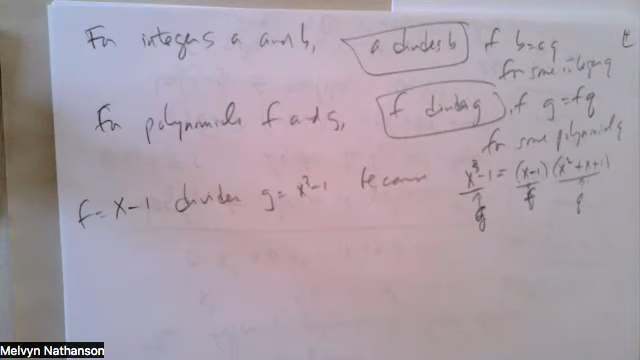 For integers a and b, a divides b if b=aq
for some integer q
For polynomials f and g, f divides g, if g=fq
for some polynomial q
f=x-1 divides g=x³-1 because x³-1=(x-1)(x²+x+1)
g f q
Melvyn Nathanson